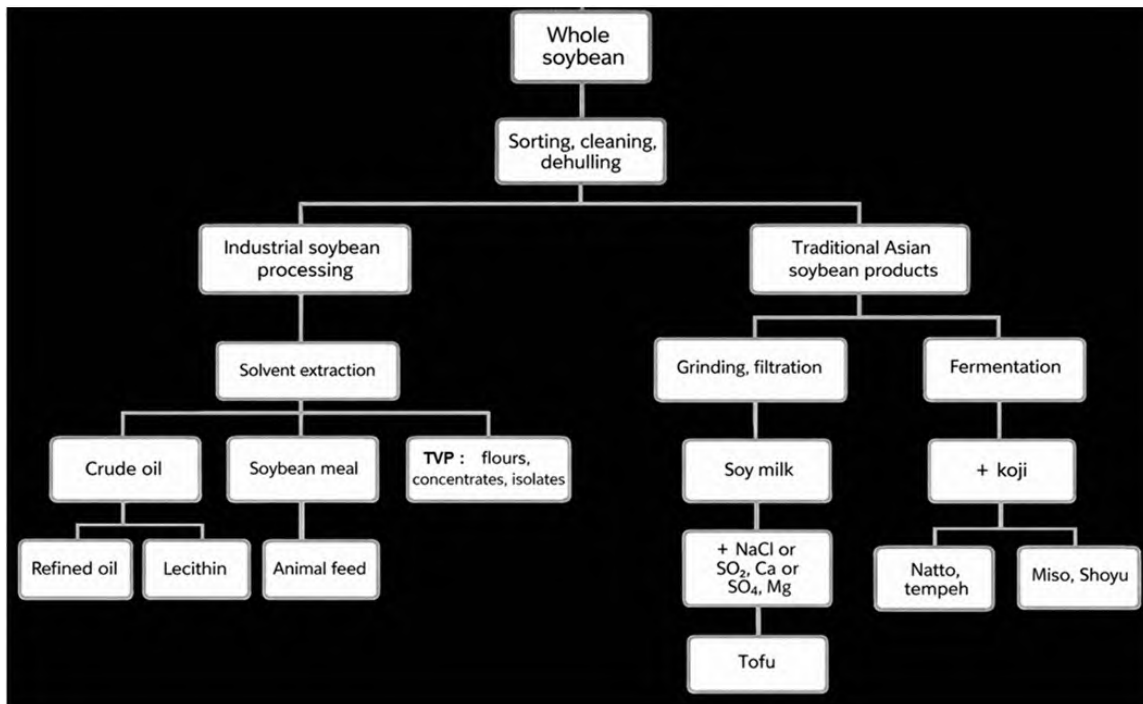 Whole
soybean
Sorting, cleaning,
dehulling
Industrial soybean
processing
Traditional Asian
soybean products
Solvent extraction
Grinding, filtration
Fermentation
Crude oil
Soybean meal
TVP : flours,
concentrates, isolates
Soy milk
+ koji
Refined oil
Lecithin
Animal feed
+ NaCl or
SO₂, Ca or
SO₄, Mg
Natto,
tempeh
Miso, Shoyu
Tofu